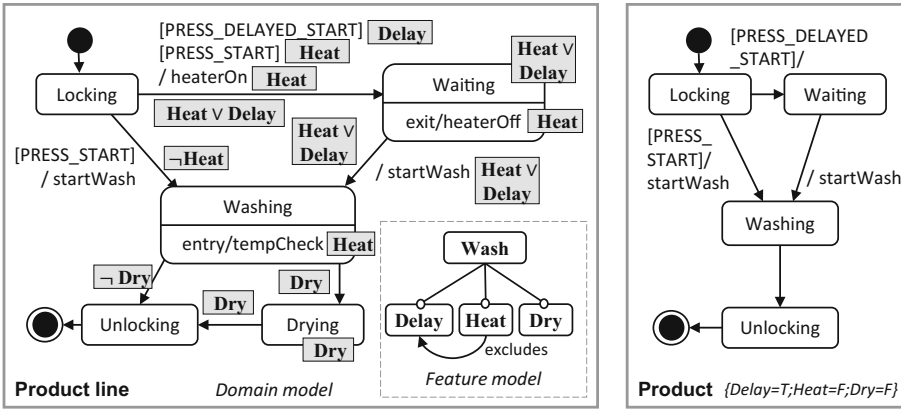 [PRESS_DELAYED_START] Delay
[PRESS_START] Heat
/ heaterOn Heat
Locking
Heat ∨ Delay
Heat ∨
Delay
Waiting
exit/heaterOff Heat
[PRESS_START]
/ startWash
¬Heat
Heat ∨
Delay
/ startWash Heat ∨
Delay
Washing
entry/tempCheck Heat
¬ Dry
Dry
Unlocking
Dry
Drying
Dry
Wash
Delay
Heat
Dry
excludes
Feature model
Product line
Domain model
[PRESS_DELAYED
_START]/
Locking
Waiting
[PRESS_
START]/
startWash
/ startWash
Washing
Unlocking
Product {Delay=T;Heat=F;Dry=F}